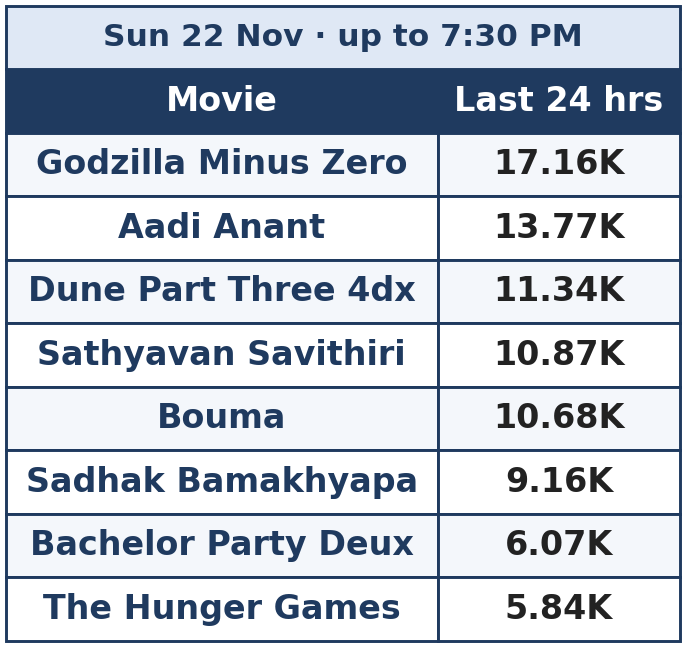 Sun 22 Nov · up to 7:30 PM
Movie Last 24 hrs
Godzilla Minus Zero 17.16K
Aadi Anant 13.77K
Dune Part Three 4dx 11.34K
Sathyavan Savithiri 10.87K
Bouma 10.68K
Sadhak Bamakhyapa 9.16K
Bachelor Party Deux 6.07K
The Hunger Games 5.84K